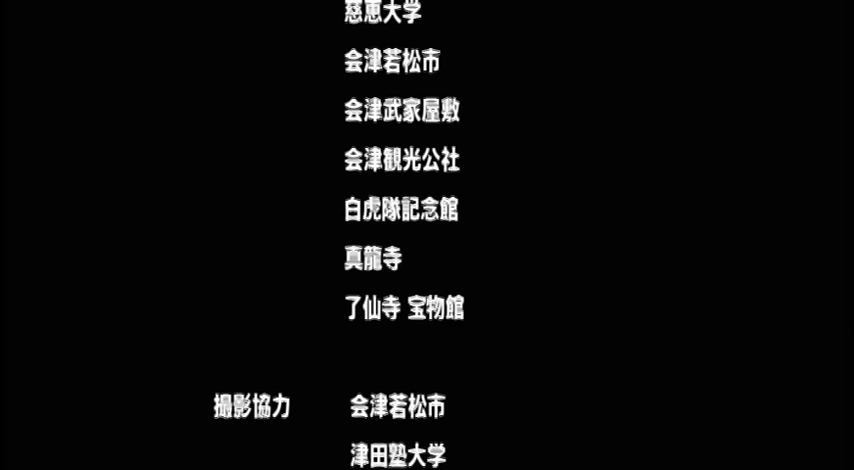 慈恵大学
会津若松市
会津武家屋敷
会津観光公社
白虎隊記念館
真龍寺
了仙寺 宝物館
撮影協力 会津若松市
津田塾大学